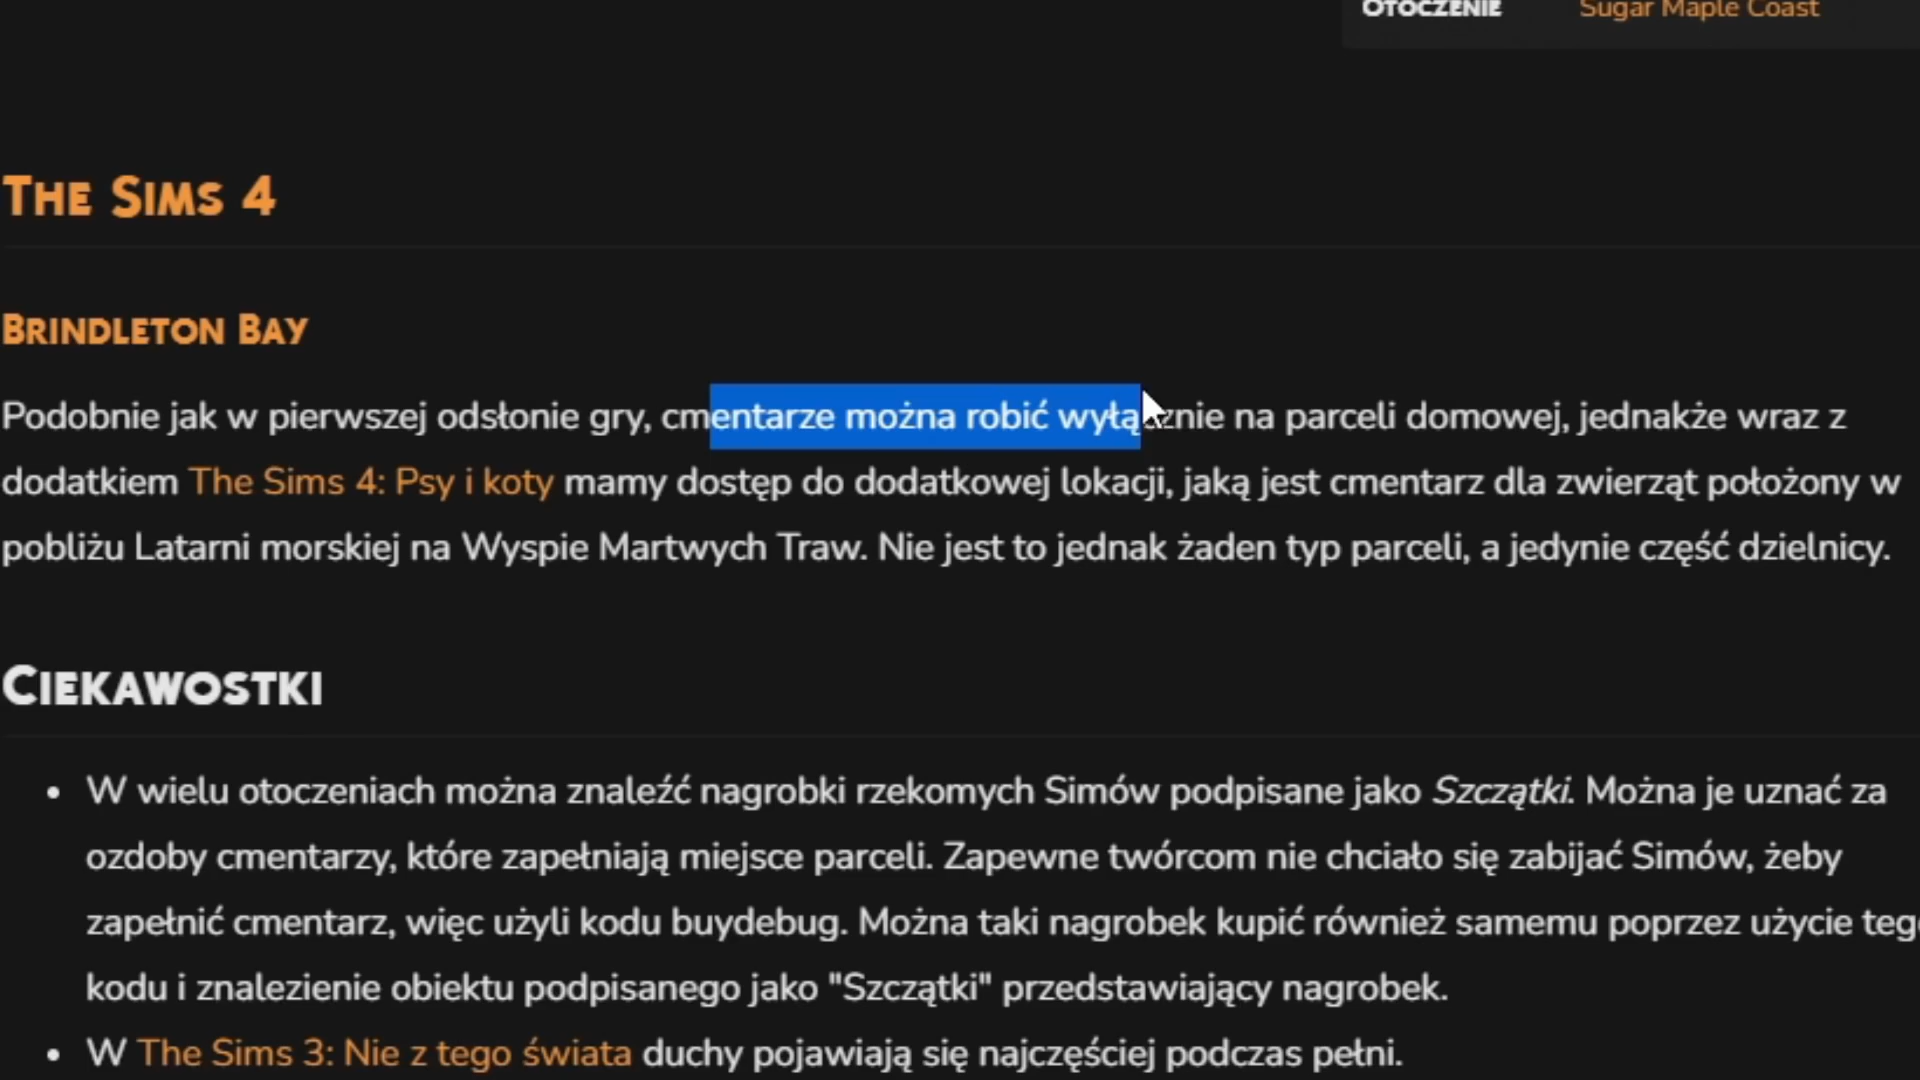 OTOCZENIE Sugar Maple Coast
The Sims 4
Brindleton Bay
Podobnie jak w pierwszej odsłonie gry, cmentarze można robić wyłącznie na parceli domowej, jednakże wraz z
dodatkiem The Sims 4: Psy i koty mamy dostęp do dodatkowej lokacji, jaką jest cmentarz dla zwierząt położony w
pobliżu Latarni morskiej na Wyspie Martwych Traw. Nie jest to jednak żaden typ parceli, a jedynie część dzielnicy.
Ciekawostki
• W wielu otoczeniach można znaleźć nagrobki rzekomych Simów podpisane jako Szczątki. Można je uznać za
ozdoby cmentarzy, które zapełniają miejsce parceli. Zapewne twórcom nie chciało się zabijać Simów, żeby
zapełnić cmentarz, więc użyli kodu buydebug. Można taki nagrobek kupić również samemu poprzez użycie tego
kodu i znalezienie obiektu podpisanego jako "Szczątki" przedstawiający nagrobek.
• W The Sims 3: Nie z tego świata duchy pojawiają się najczęściej podczas pełni.